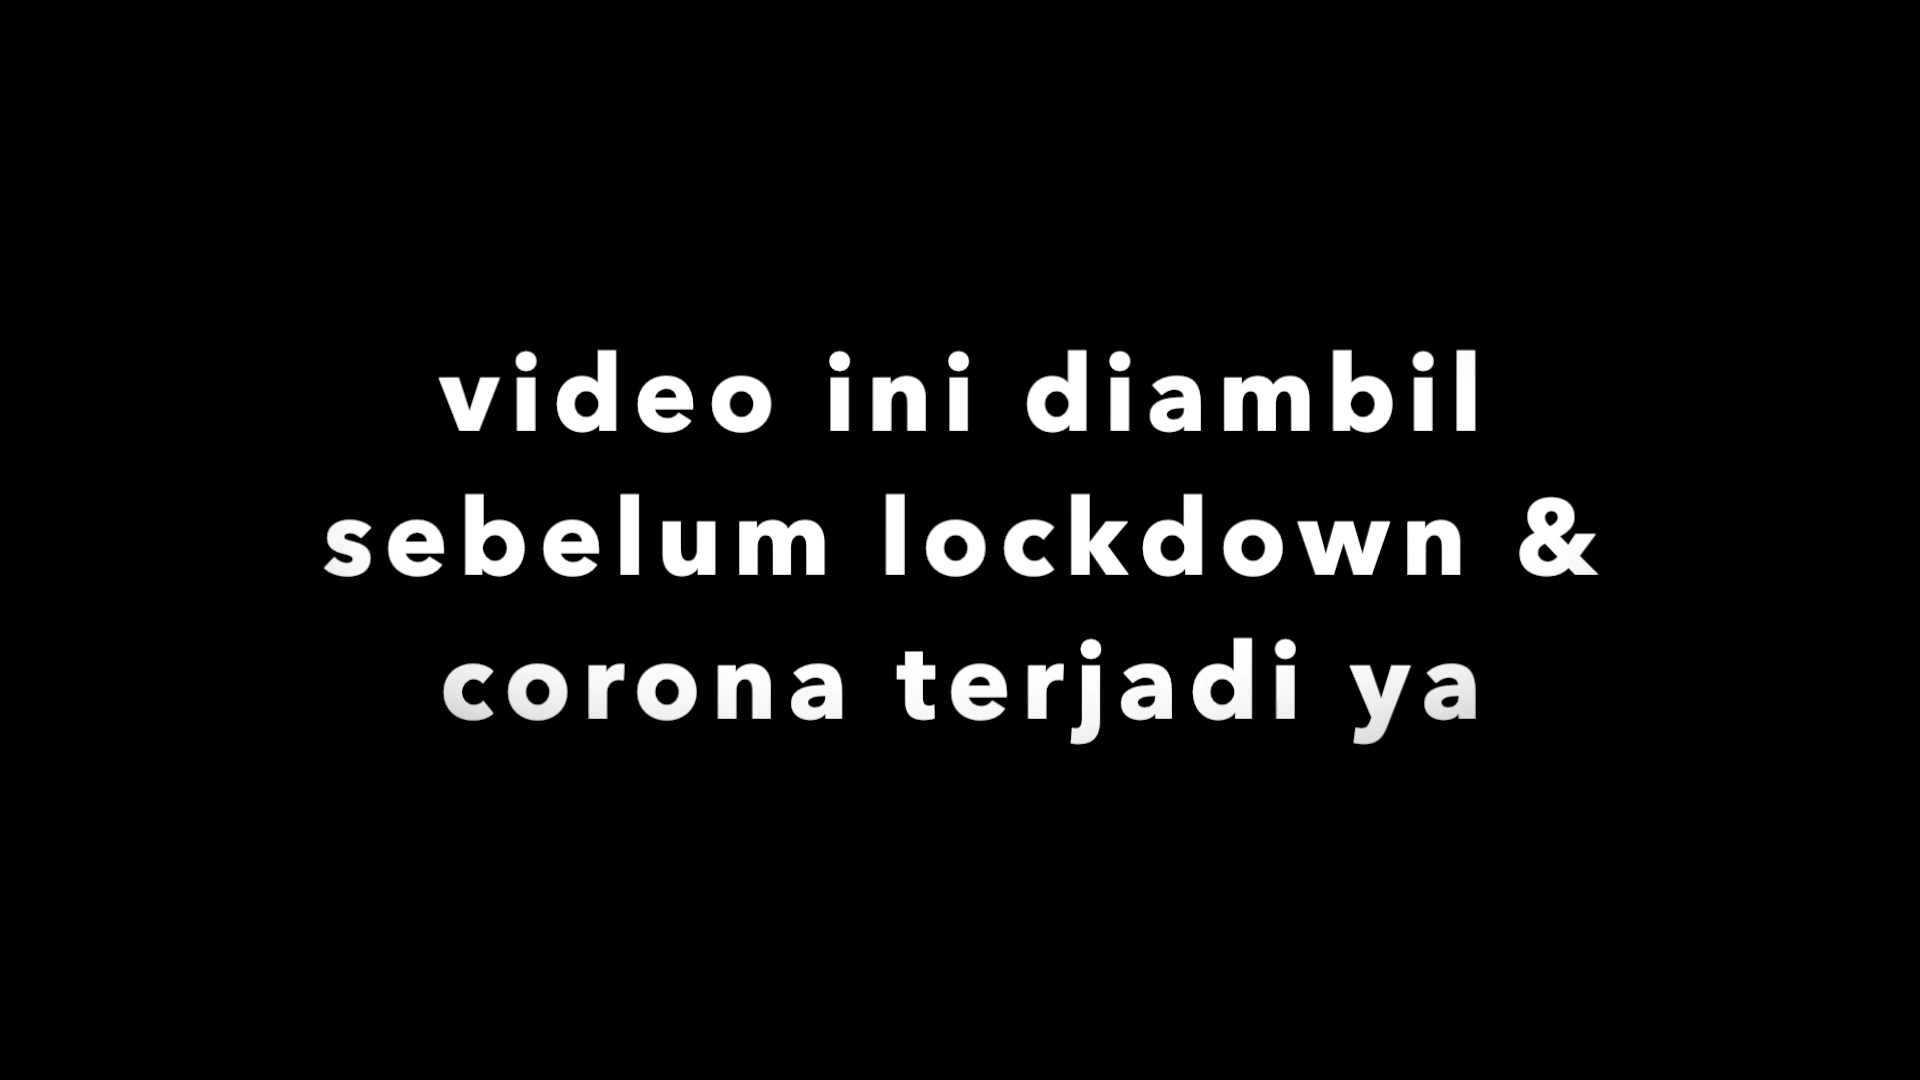 video ini diambil
sebelum lockdown &
corona terjadi ya